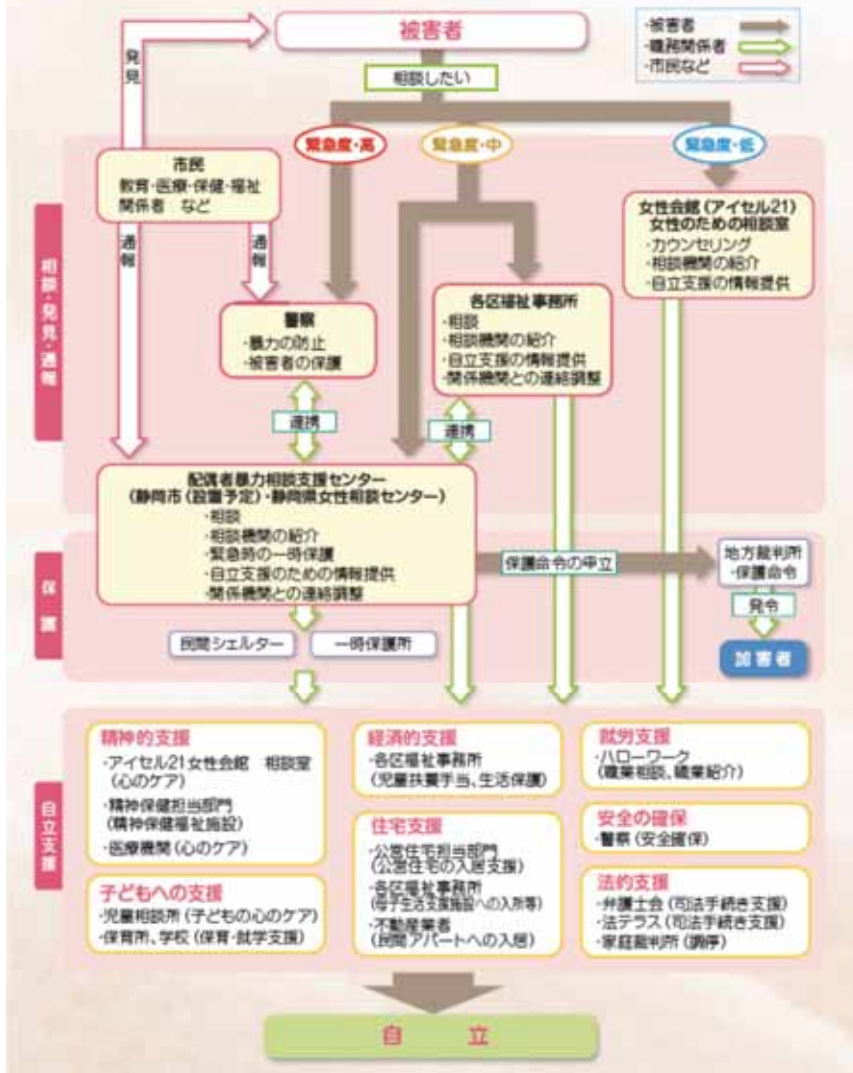 被害者
・被害者
・職務関係者
・市民など
発見
相談したい
緊急度・高
緊急度・中
緊急度・低
相談・発見・通報
市民
教育・医療・保健・福祉
関係者 など
通報
通報
女性会館(アイセル21)
女性のための相談室
・カウンセリング
・相談機関の紹介
・自立支援の情報提供
警察
・暴力の防止
・被害者の保護
各区福祉事務所
・相談
・相談機関の紹介
・自立支援の情報提供
・関係機関との連絡調整
連携
連携
配偶者暴力相談支援センター
(静岡市(設置予定)・静岡県女性相談センター)
・相談
・相談機関の紹介
・緊急時の一時保護
・自立支援のための情報提供
・関係機関との連絡調整
保護
保護命令の申立
地方裁判所
・保護命令
発令
加害者
民間シェルター
一時保護所
自立支援
精神的支援
・アイセル21女性会館 相談室
(心のケア)
・精神保健担当部門
(精神保健福祉施設)
・医療機関(心のケア)
子どもへの支援
・児童相談所(子どもの心のケア)
・保育所、学校(保育・就学支援)
経済的支援
・各区福祉事務所
(児童扶養手当、生活保護)
住宅支援
・公営住宅担当部門
(公営住宅の入居支援)
・各区福祉事務所
(母子生活支援施設への入所等)
・不動産業者
(民間アパートへの入居)
就労支援
・ハローワーク
(職業相談、職業紹介)
安全の確保
・警察(安全確保)
法的支援
・弁護士会(司法手続き支援)
・法テラス(司法手続き支援)
・家庭裁判所(調停)
自 立